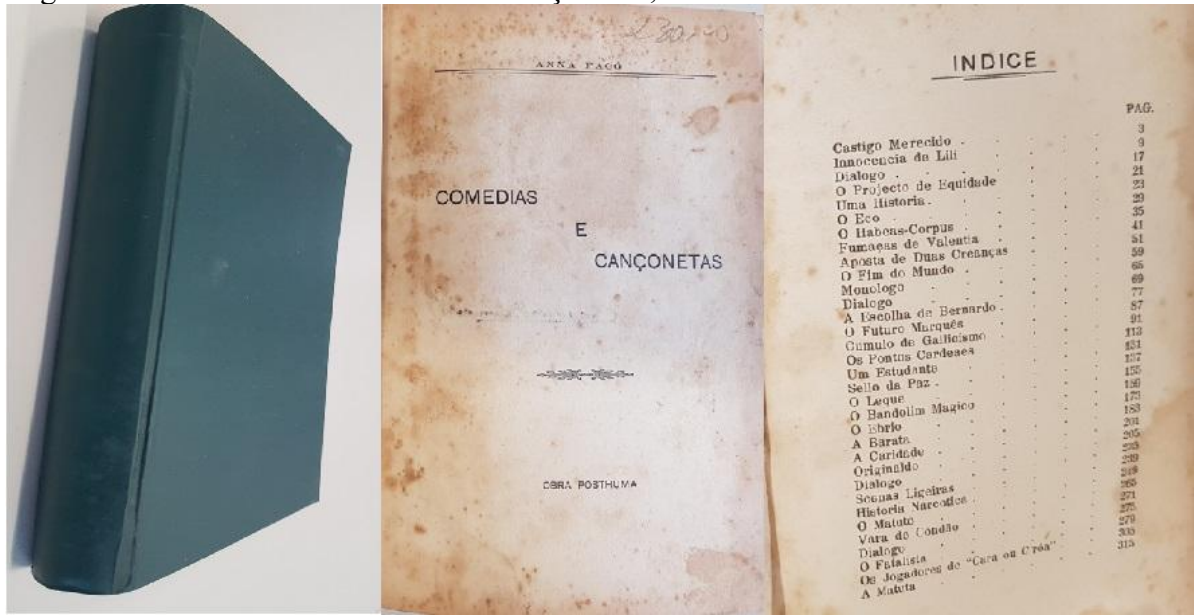 ANNA FACÓ
COMEDIAS
E
CANÇONETAS
OBRA POSTHUMA
INDICE
PAG.
Castigo Merecido 3
Innocencia da Lili 9
Dialogo 17
O Projecto de Equidade 21
Uma Historia 23
O Eco 29
O Habeas-Corpus 35
Fumaças de Valentia 41
Aposta de Duas Creanças 51
O Fim do Mundo 59
Monologo 65
Dialogo 69
A Escolha de Bernardo 77
O Futuro Marquês 87
Cumulo de Gallicismo 91
Os Pontos Cardeaes 113
Um Estudante 131
Sello da Paz 137
O Leque 155
O Bandolim Magico 159
O Ebrio 173
A Barata 183
A Caridade 201
Originaldo 205
Dialogo
Scenas Ligeiras 239
Historia Narcotica 249
O Matuto 265
Vara do Condão 271
Dialogo 275
O Fatalista 279
Os Jogadores de "Cara ou C'rôa" 303
A Matuta 315